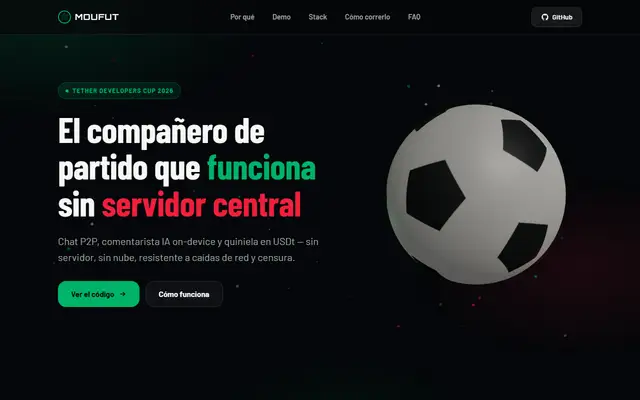 MOUFUT
Por qué
Demo
Stack
Cómo correrlo
FAQ
GitHub
TETHER DEVELOPERS CUP 2026
El compañero de
partido que funciona
sin servidor central
Chat P2P, comentarista IA on-device y quiniela en USDt — sin
servidor, sin nube, resistente a caídas de red y censura.
Ver el código →
Cómo funciona